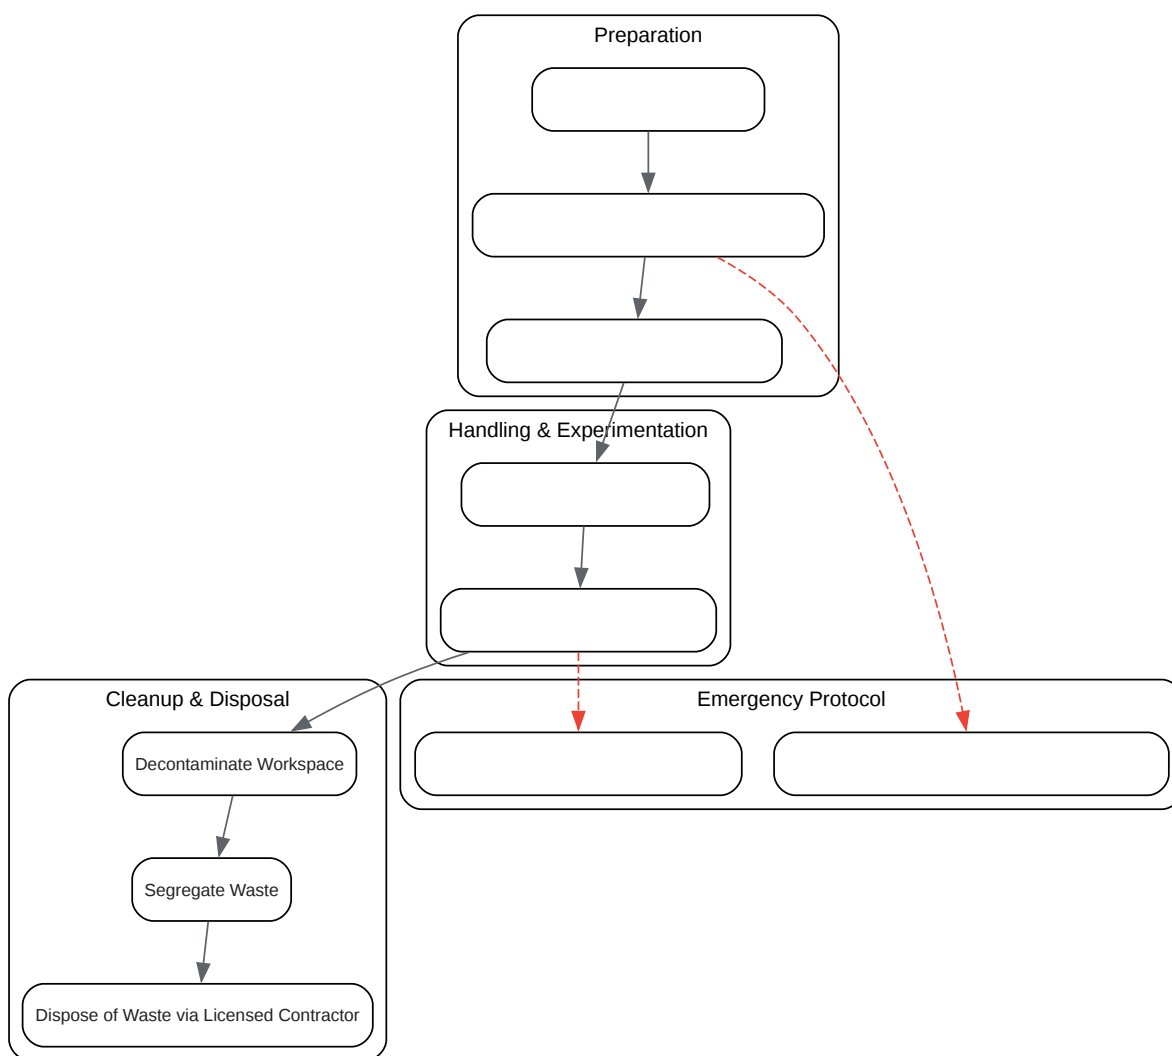 Preparation
Handling & Experimentation
Cleanup & Disposal
Emergency Protocol
Decontaminate Workspace
Segregate Waste
Dispose of Waste via Licensed Contractor